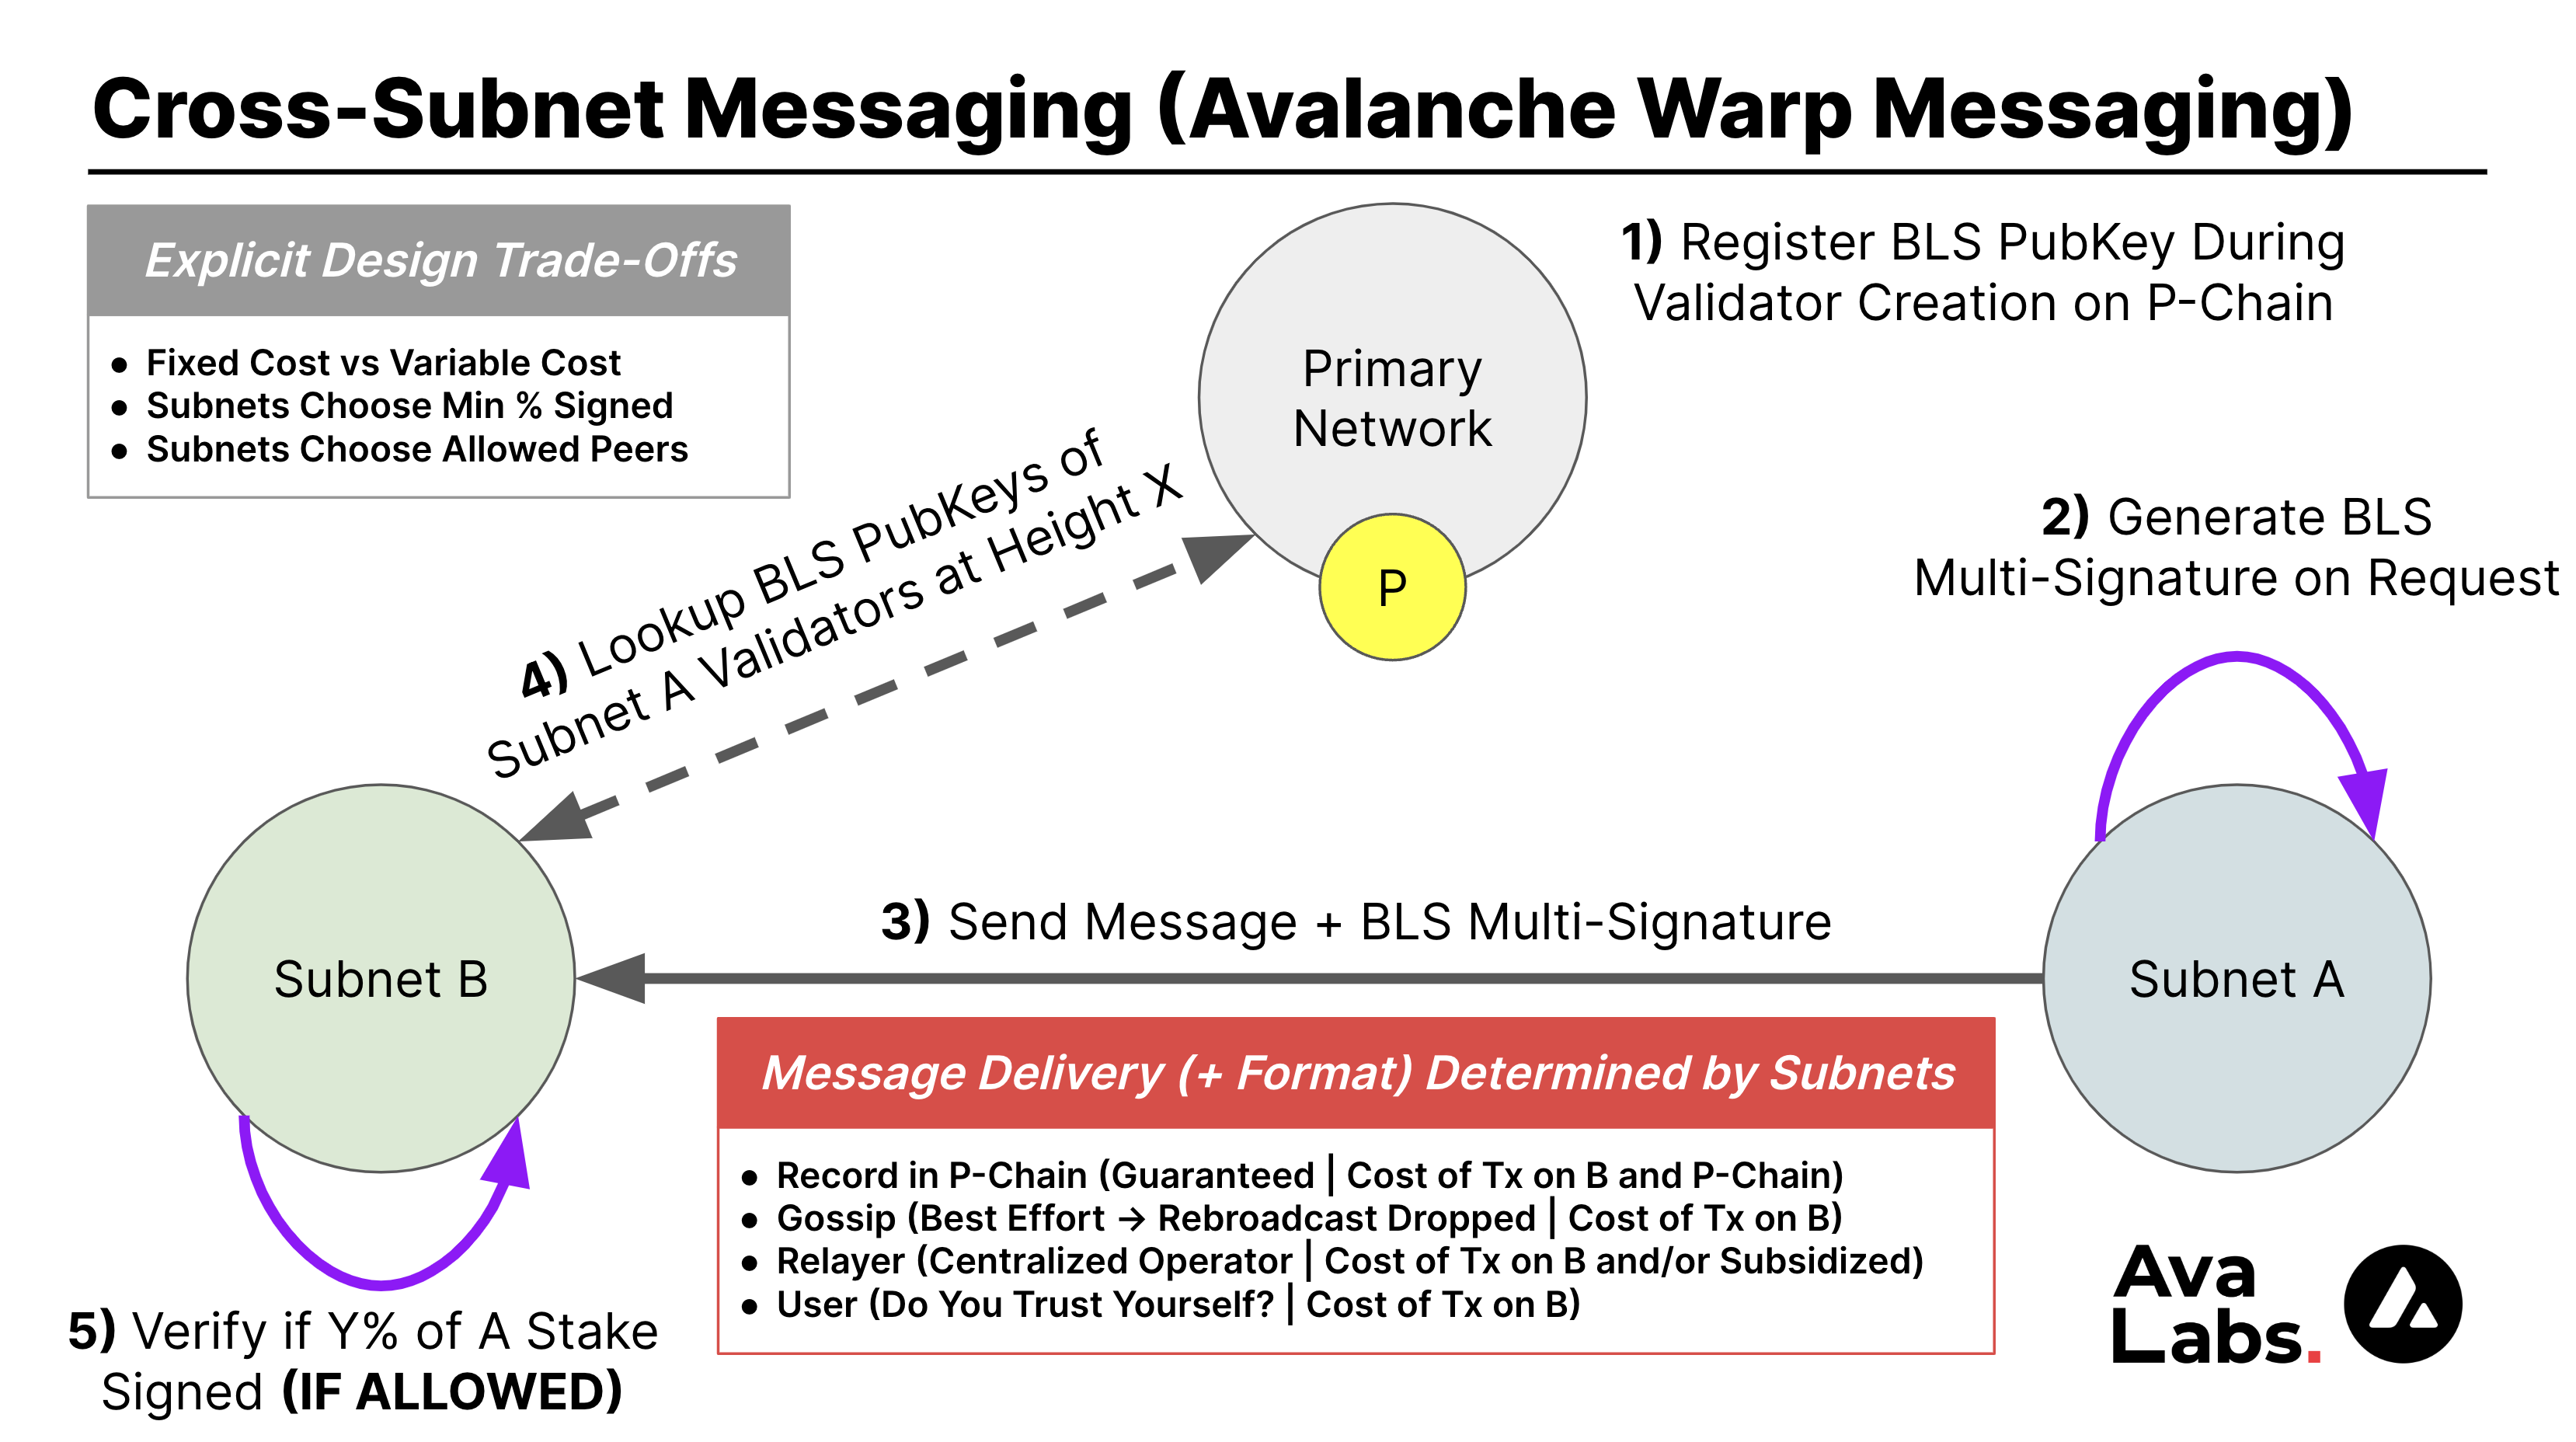 Cross-Subnet Messaging (Avalanche Warp Messaging)
Explicit Design Trade-Offs
● Fixed Cost vs Variable Cost
● Subnets Choose Min % Signed
● Subnets Choose Allowed Peers
Primary
Network
P
1) Register BLS PubKey During
Validator Creation on P-Chain
2) Generate BLS
Multi-Signature on Request
4) Lookup BLS PubKeys of
Subnet A Validators at Height X
3) Send Message + BLS Multi-Signature
Subnet B
Subnet A
Message Delivery (+ Format) Determined by Subnets
● Record in P-Chain (Guaranteed | Cost of Tx on B and P-Chain)
● Gossip (Best Effort → Rebroadcast Dropped | Cost of Tx on B)
● Relayer (Centralized Operator | Cost of Tx on B and/or Subsidized)
● User (Do You Trust Yourself? | Cost of Tx on B)
5) Verify if Y% of A Stake
Signed (IF ALLOWED)
Ava
Labs.